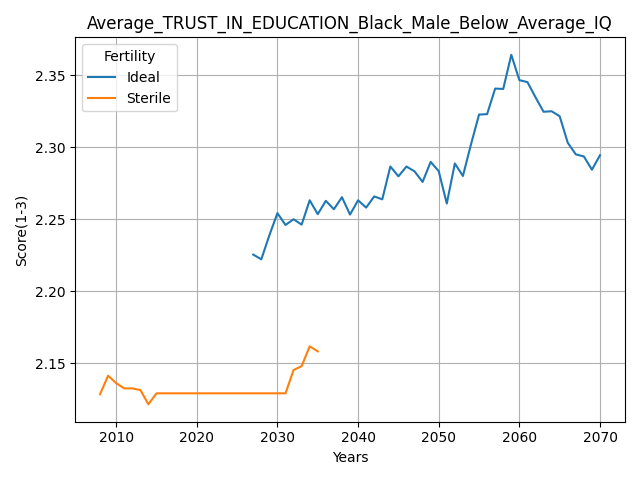 Average_TRUST_IN_EDUCATION_Black_Male_Below_Average_IQ
Fertility
Ideal
Sterile
Score(1-3)
2.35
2.30
2.25
2.20
2.15
2010 2020 2030 2040 2050 2060 2070
Years